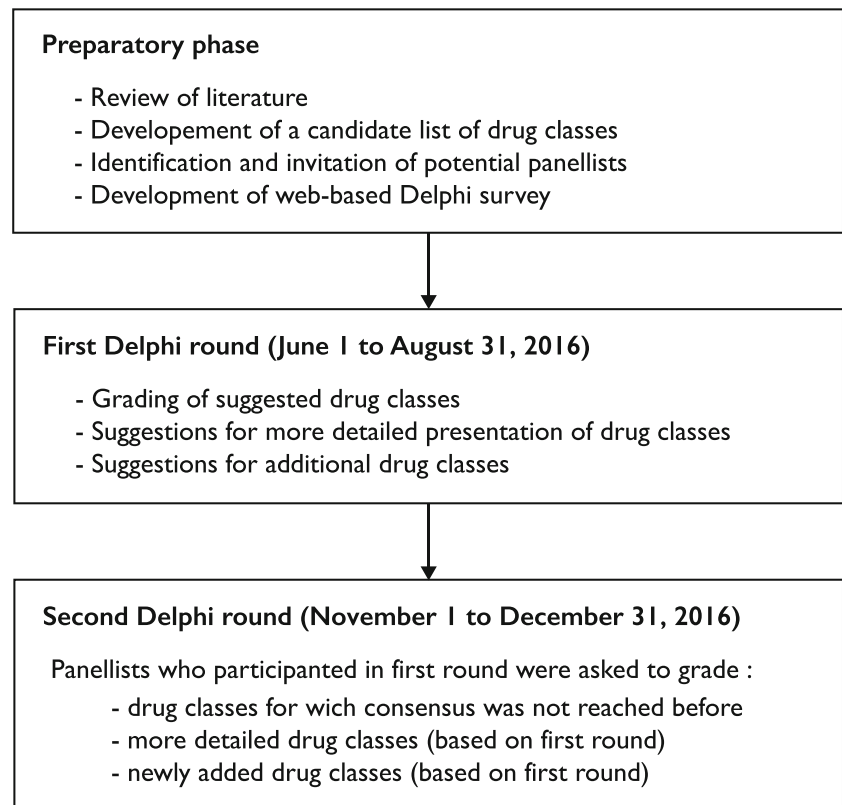 Preparatory phase
- Review of literature
- Developement of a candidate list of drug classes
- Identification and invitation of potential panellists
- Development of web-based Delphi survey
First Delphi round (June 1 to August 31, 2016)
- Grading of suggested drug classes
- Suggestions for more detailed presentation of drug classes
- Suggestions for additional drug classes
Second Delphi round (November 1 to December 31, 2016)
Panellists who participanted in first round were asked to grade :
- drug classes for wich consensus was not reached before
- more detailed drug classes (based on first round)
- newly added drug classes (based on first round)